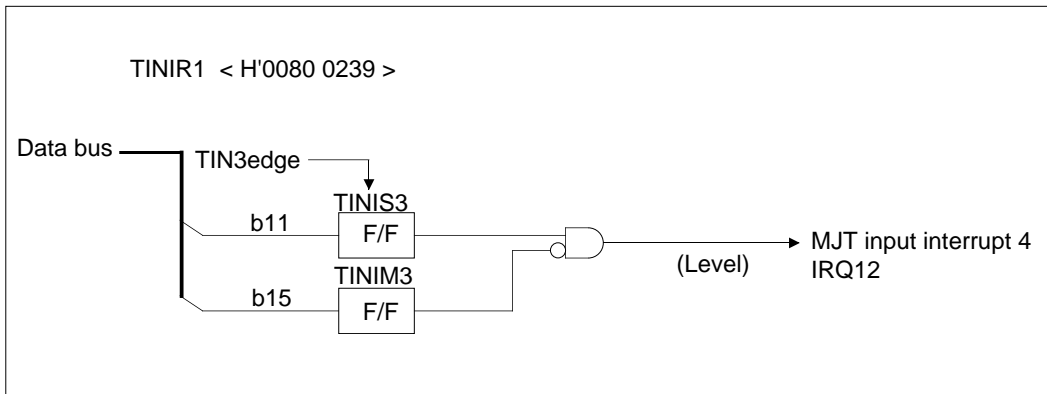 TINIR1 < H'0080 0239 >
Data bus
TIN3edge
TINIS3
b11
F/F
TINIM3
b15
F/F
(Level)
MJT input interrupt 4
IRQ12